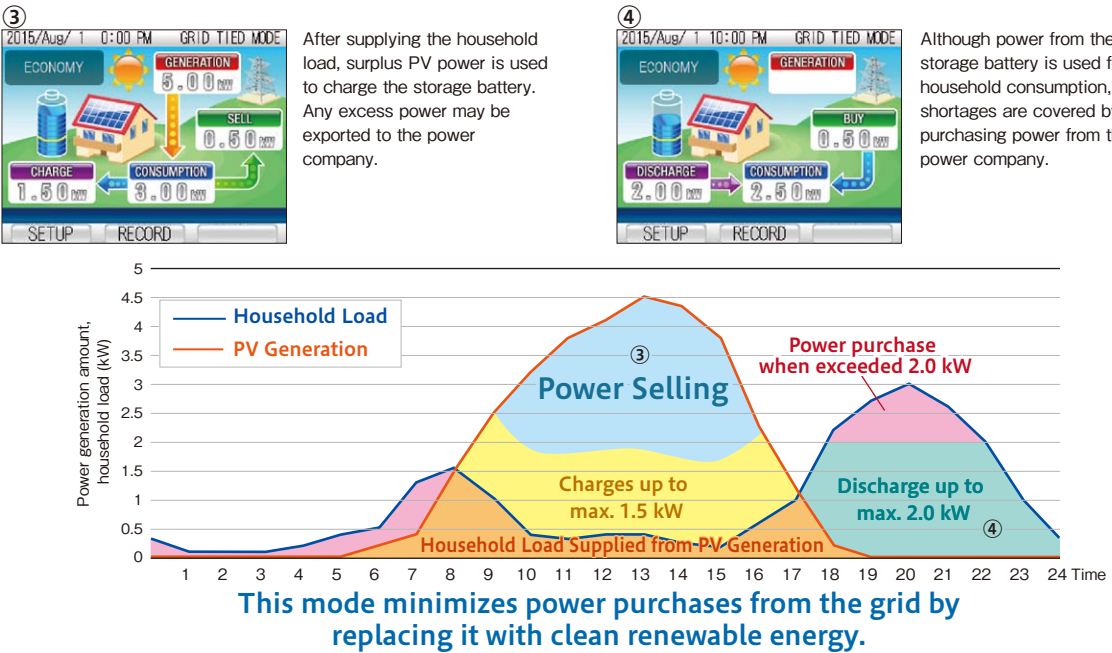 ③
2015/Aug/ 1 0:00 PM GRID TIED MODE
ECONOMY
GENERATION
5.00 kW
SELL
0.50 kW
CHARGE
1.50 kW
CONSUMPTION
3.00 kW
SETUP RECORD
After supplying the household
load, surplus PV power is used
to charge the storage battery.
Any excess power may be
exported to the power
company.
④
2015/Aug/ 1 10:00 PM GRID TIED MODE
ECONOMY
GENERATION
BUY
0.50 kW
DISCHARGE
2.00 kW
CONSUMPTION
2.50 kW
SETUP RECORD
Although power from the
storage battery is used
household consumption,
shortages are covered
purchasing power from
power company.
Power generation amount,
household load (kW)
5
4.5
4
3.5
3
2.5
2
1.5
1
0.5
0
Household Load
PV Generation
③
Power Selling
Power purchase
when exceeded 2.0 kW
Charges up to
max. 1.5 kW
Discharge up to
max. 2.0 kW
④
Household Load Supplied from PV Generation
1 2 3 4 5 6 7 8 9 10 11 12 13 14 15 16 17 18 19 20 21 22 23 24 Time
This mode minimizes power purchases from the grid by
replacing it with clean renewable energy.